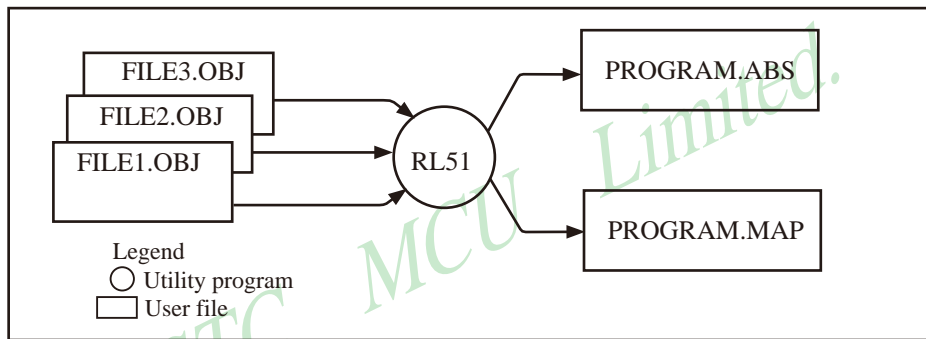 FILE3.OBJ
FILE2.OBJ
FILE1.OBJ
RL51
PROGRAM.ABS
PROGRAM.MAP
Legend
Utility program
User file
STC MCU Limited.